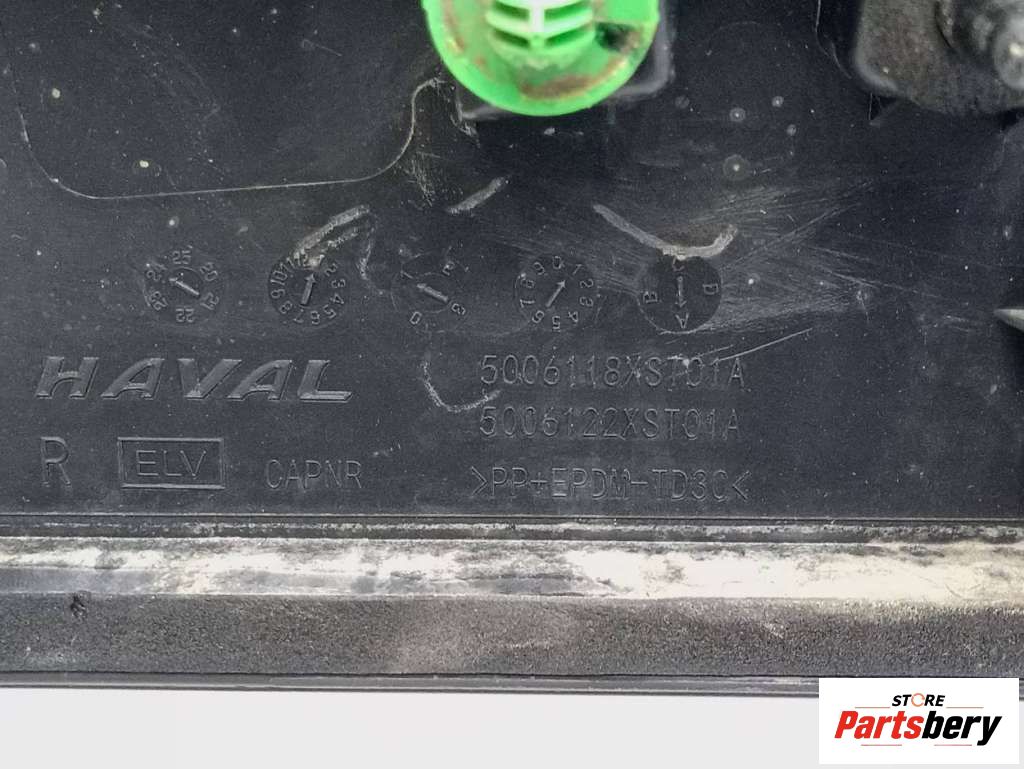 HAVAL
5006118XST01A
5006122XST01A
R
ELV
CAPNR
>PP+EPDM-TD30<
STORE
Partsbery